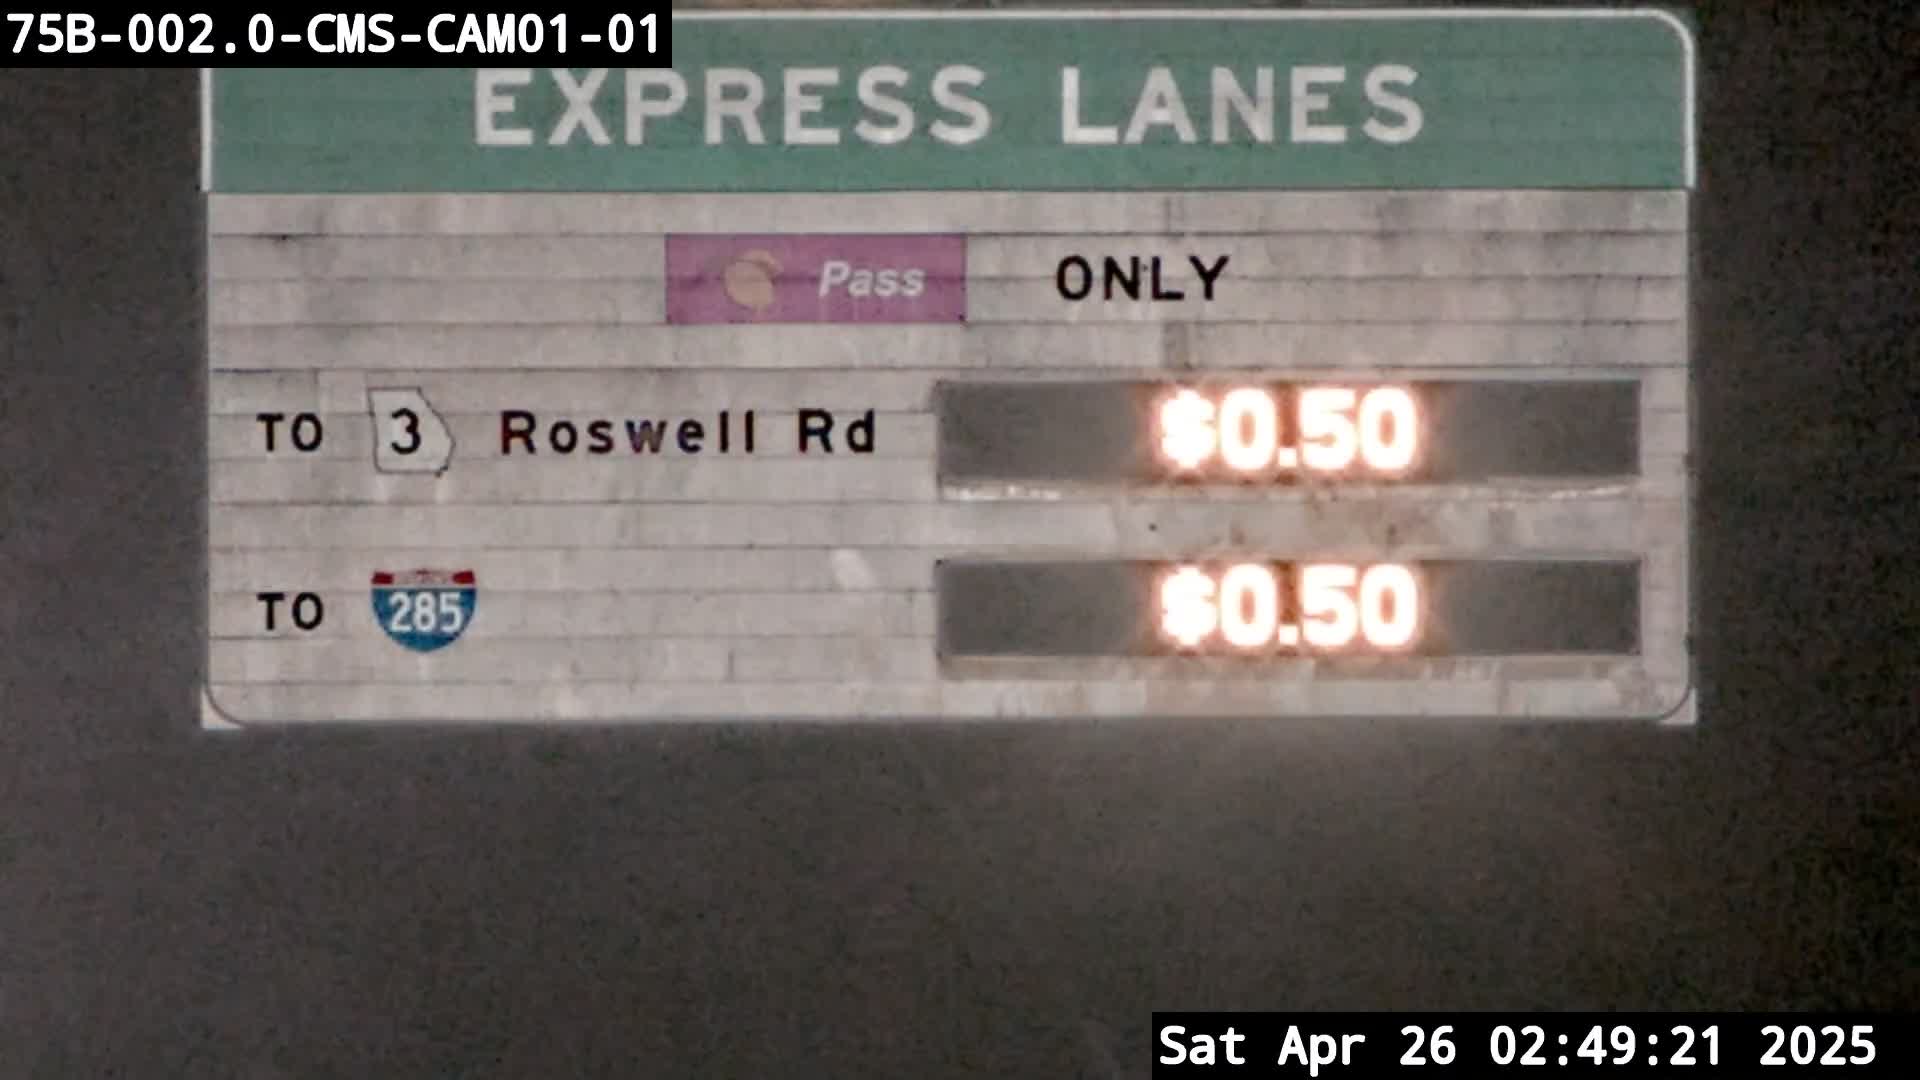 75B-002.0-CMS-CAM01-01
EXPRESS LANES
Pass ONLY
TO 3 Roswell Rd $0.50
TO 285 $0.50
Sat Apr 26 02:49:21 2025